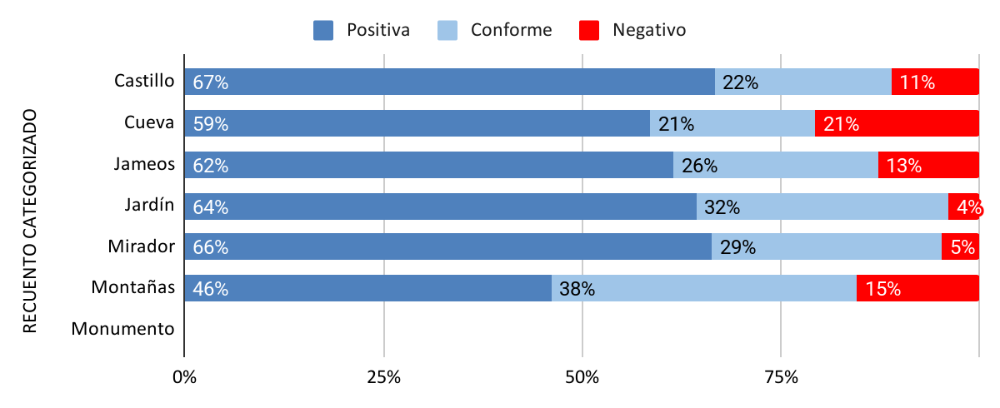 Positiva Conforme Negativo
RECUENTO CATEGORIZADO
Castillo 67% 22% 11%
Cueva 59% 21% 21%
Jameos 62% 26% 13%
Jardín 64% 32% 4%
Mirador 66% 29% 5%
Montañas 46% 38% 15%
Monumento
0% 25% 50% 75%